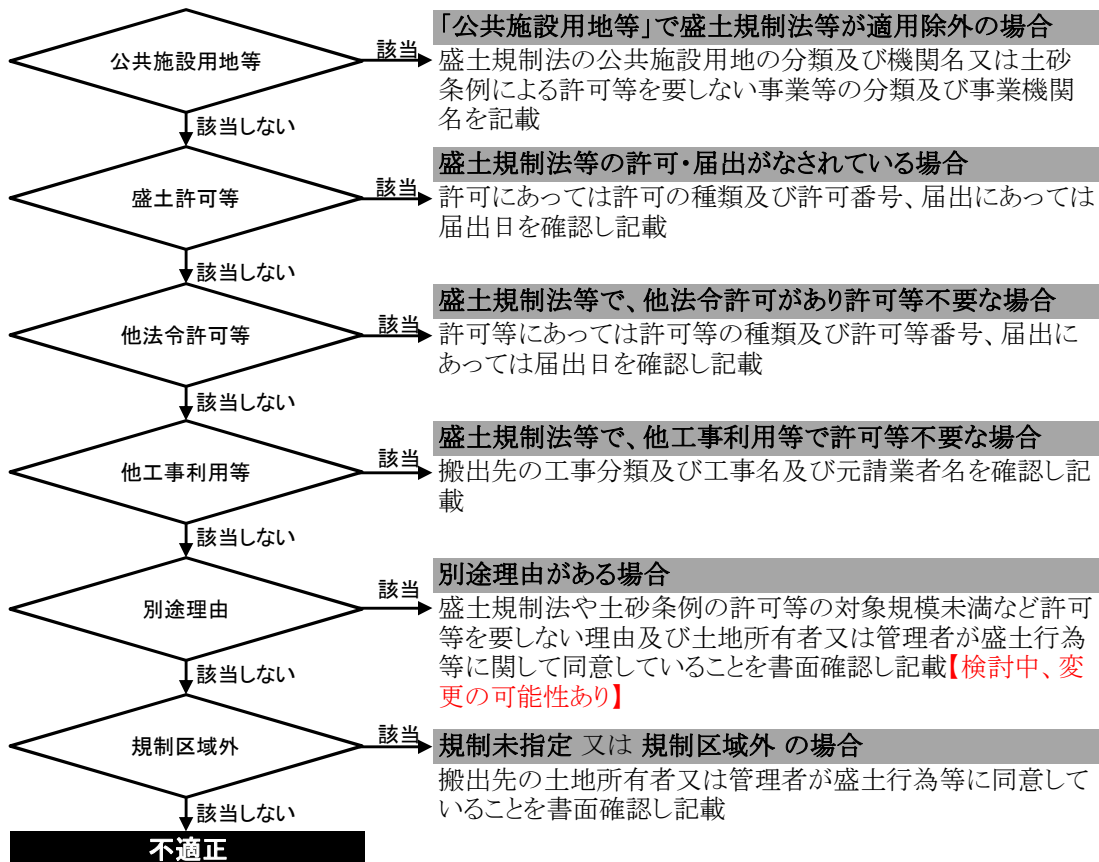 「公共施設用地等」で盛土規制法等が適用除外の場合
公共施設用地等
該当
盛土規制法の公共施設用地の分類及び機関名又は土砂
条例による許可等を要しない事業等の分類及び事業機関
名を記載
該当しない
盛土規制法等の許可・届出がなされている場合
盛土許可等
該当
許可にあっては許可の種類及び許可番号、届出にあっては
届出日を確認し記載
該当しない
盛土規制法等で、他法令許可があり許可等不要な場合
他法令許可等
該当
許可等にあっては許可等の種類及び許可等番号、届出に
あっては届出日を確認し記載
該当しない
盛土規制法等で、他工事利用等で許可等不要な場合
他工事利用等
該当
搬出先の工事分類及び工事名及び元請業者名を確認し記
載
該当しない
別途理由がある場合
別途理由
該当
盛土規制法や土砂条例の許可等の対象規模未満など許可
等を要しない理由及び土地所有者又は管理者が盛土行為
等に関して同意していることを書面確認し記載【検討中、変
更の可能性あり】
該当しない
規制未指定 又は 規制区域外 の場合
規制区域外
該当
搬出先の土地所有者又は管理者が盛土行為等に同意して
いることを書面確認し記載
該当しない
不適正